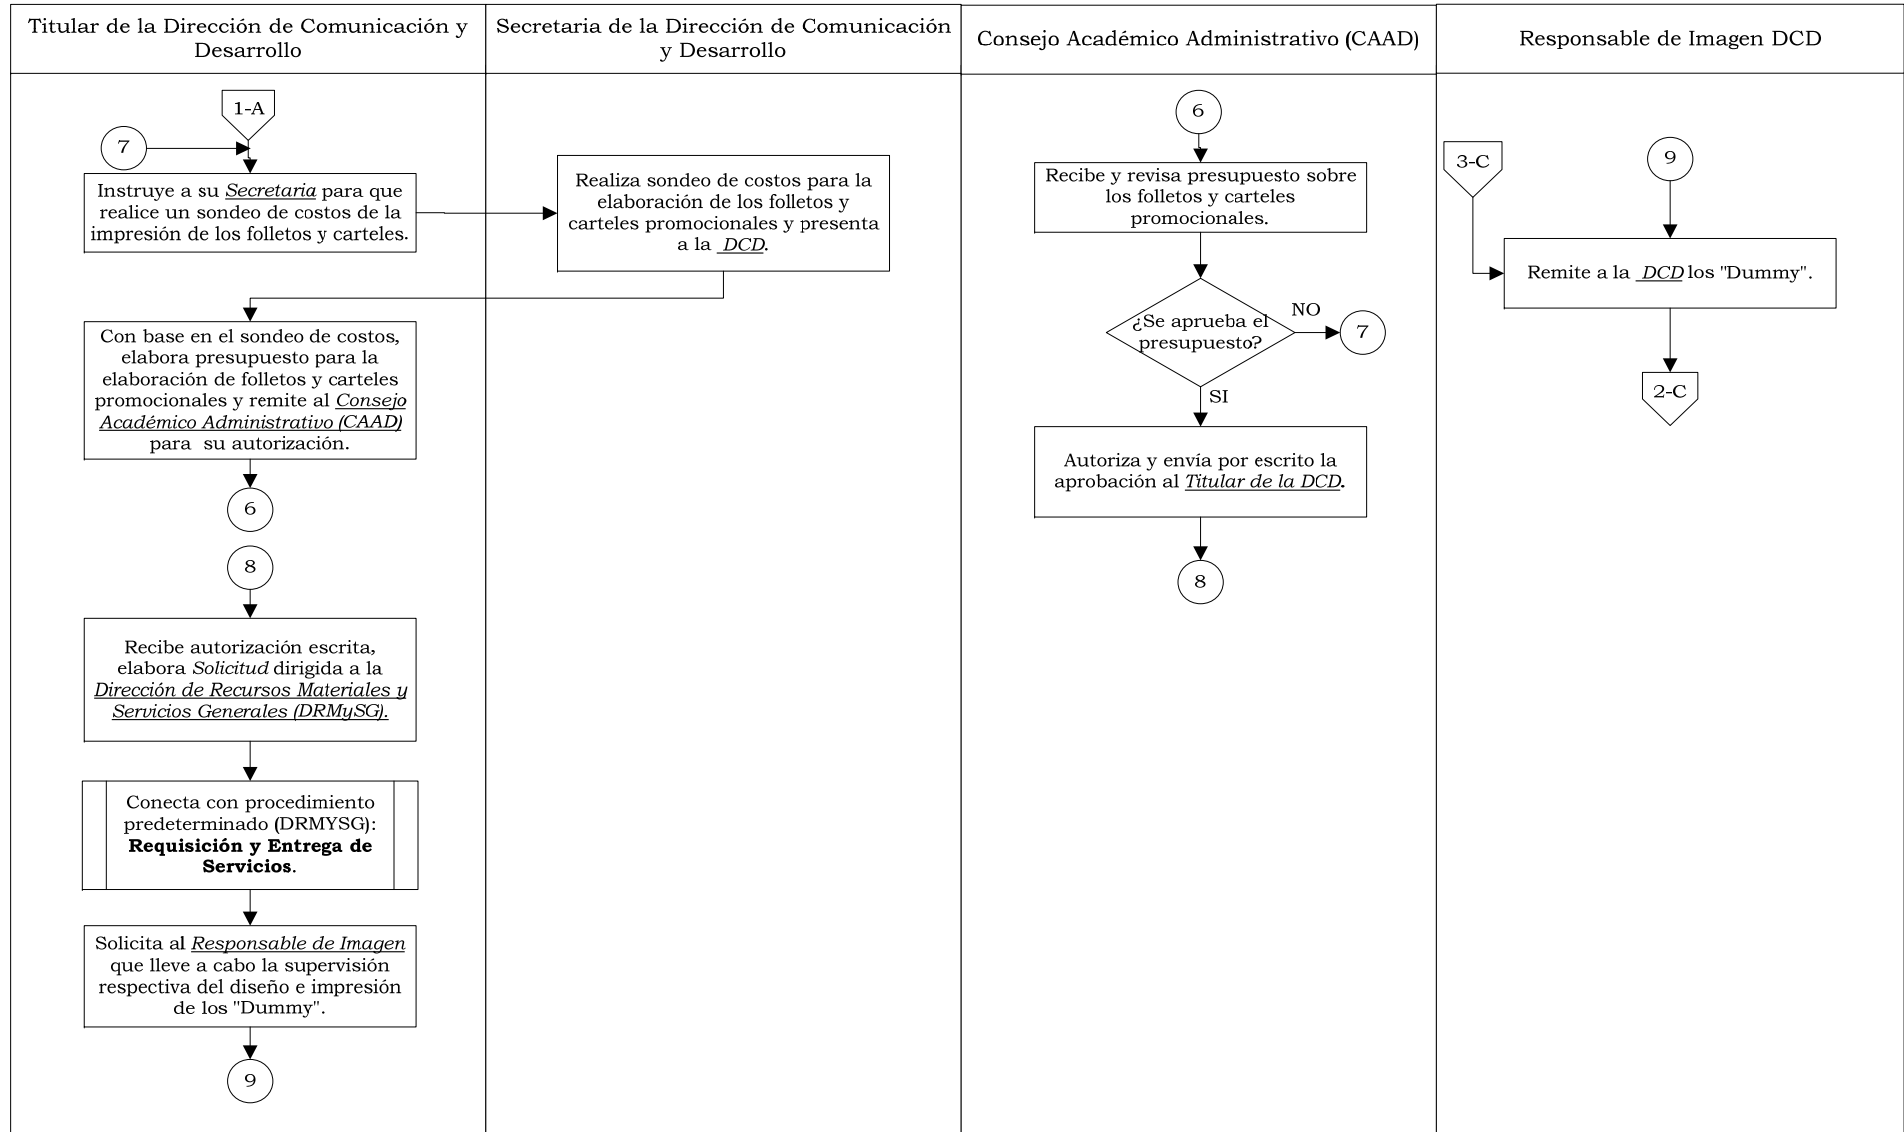 Titular de la Dirección de Comunicación y
Desarrollo
Secretaria de la Dirección de Comunicación
y Desarrollo
Consejo Académico Administrativo (CAAD)
Responsable de Imagen DCD
1-A
7
Instruye a su Secretaria para que
realice un sondeo de costos de la
impresión de los folletos y carteles.
Con base en el sondeo de costos,
elabora presupuesto para la
elaboración de folletos y carteles
promocionales y remite al Consejo
Académico Administrativo (CAAD)
para su autorización.
6
8
Recibe autorización escrita,
elabora Solicitud dirigida a la
Dirección de Recursos Materiales y
Servicios Generales (DRMySG).
Conecta con procedimiento
predeterminado (DRMYSG):
Requisición y Entrega de
Servicios.
Solicita al Responsable de Imagen
que lleve a cabo la supervisión
respectiva del diseño e impresión
de los "Dummy".
9
Realiza sondeo de costos para la
elaboración de los folletos y
carteles promocionales y presenta
a la DCD.
6
Recibe y revisa presupuesto sobre
los folletos y carteles
promocionales.
¿Se aprueba el
presupuesto?
NO
7
SI
Autoriza y envía por escrito la
aprobación al Titular de la DCD.
8
3-C
9
Remite a la DCD los "Dummy".
2-C